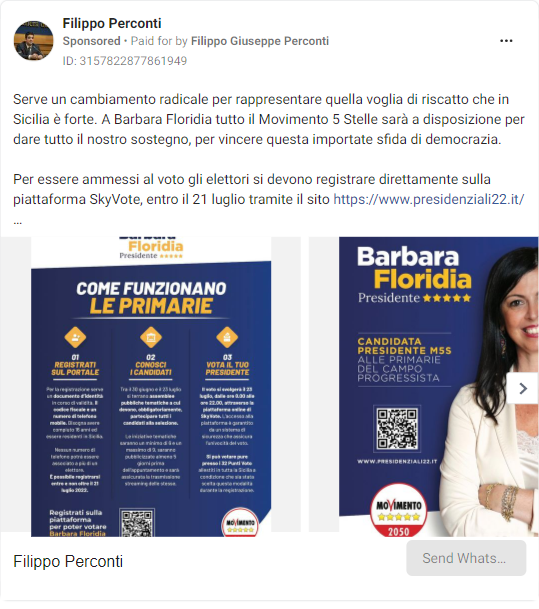 Filippo Perconti
Sponsored • Paid for by Filippo Giuseppe Perconti
ID: 3157822877861949
Serve un cambiamento radicale per rappresentare quella voglia di riscatto che in
Sicilia è forte. A Barbara Floridia tutto il Movimento 5 Stelle sarà a disposizione per
dare tutto il nostro sostegno, per vincere questa importate sfida di democrazia.
Per essere ammessi al voto gli elettori si devono registrare direttamente sulla
piattaforma SkyVote, entro il 21 luglio tramite il sito https://www.presidenziali22.it/
...
Barbara
Floridia
Presidente
COME FUNZIONANO
LE PRIMARIE
01
REGISTRATI
SUL PORTALE
Per la registrazione serve
un documento d'identità
in corso di validità, il
codice fiscale e un
numero di telefono
mobile. Bisogna avere
compiuto 16 anni ed
essere residenti in Sicilia.
Nessun numero di
telefono potrà essere
associato a più di un
elettore.
È possibile registrarsi
entro e non oltre il 21
luglio 2022.
02
CONOSCI
I CANDIDATI
Tra il 30 giugno e il 23 luglio
si terranno assemblee
pubbliche tematiche a cui
devono, obbligatoriamente,
partecipare tutti i
candidati alla selezione.
Le iniziative tematiche
saranno un minimo di 6 e un
massimo di 9, saranno
pubblicizzate almeno 5
giorni prima
dell'appuntamento e sarà
assicurata la trasmissione
streaming delle stesse.
03
VOTA IL TUO
PRESIDENTE
Il voto si svolgerà il 23
luglio, dalle ore 8.00 alle
ore 22.00, attraverso la
piattaforma online di
SkyVote. L'accesso alla
piattaforma è garantito
da un sistema di
sicurezza che assicura
l'univocità del voto.
Si può votare pure
presso i 32 Punti Voto
allestiti in tutta la Sicilia a
condizione che sia stata
scelta questa modalità
durante la registrazione.
Registrati sulla
piattaforma
per poter votare
Barbara Floridia
MOVIMENTO
Barbara
Floridia
Presidente
CANDIDATA
PRESIDENTE M5S
ALLE PRIMARIE
DEL CAMPO
PROGRESSISTA
WWW.PRESIDENZIALI22.IT
MOVIMENTO
2050
Filippo Perconti
Send Whats...